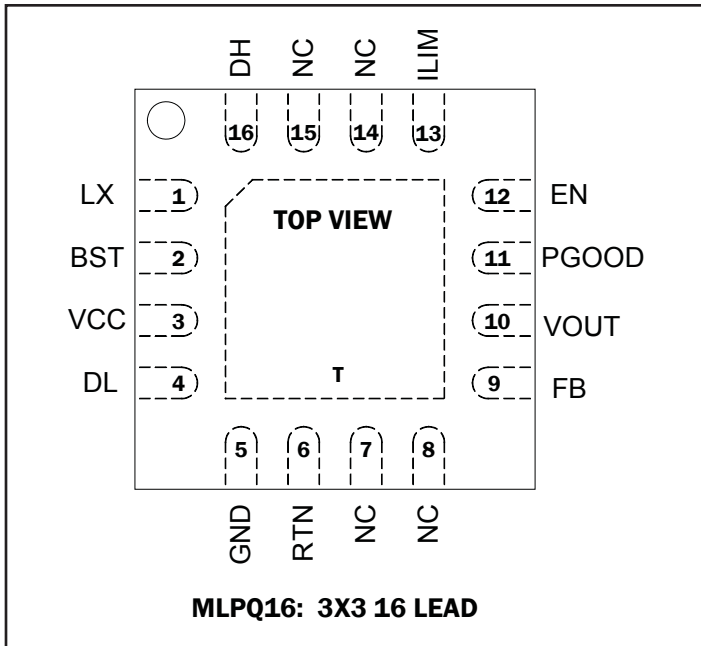 DH NC NC ILIM
16 15 14 13
LX 1 12 EN
TOP VIEW
BST 2 11 PGOOD
VCC 3 10 VOUT
DL 4 T 9 FB
5 6 7 8
GND RTN NC NC
MLPQ16: 3X3 16 LEAD